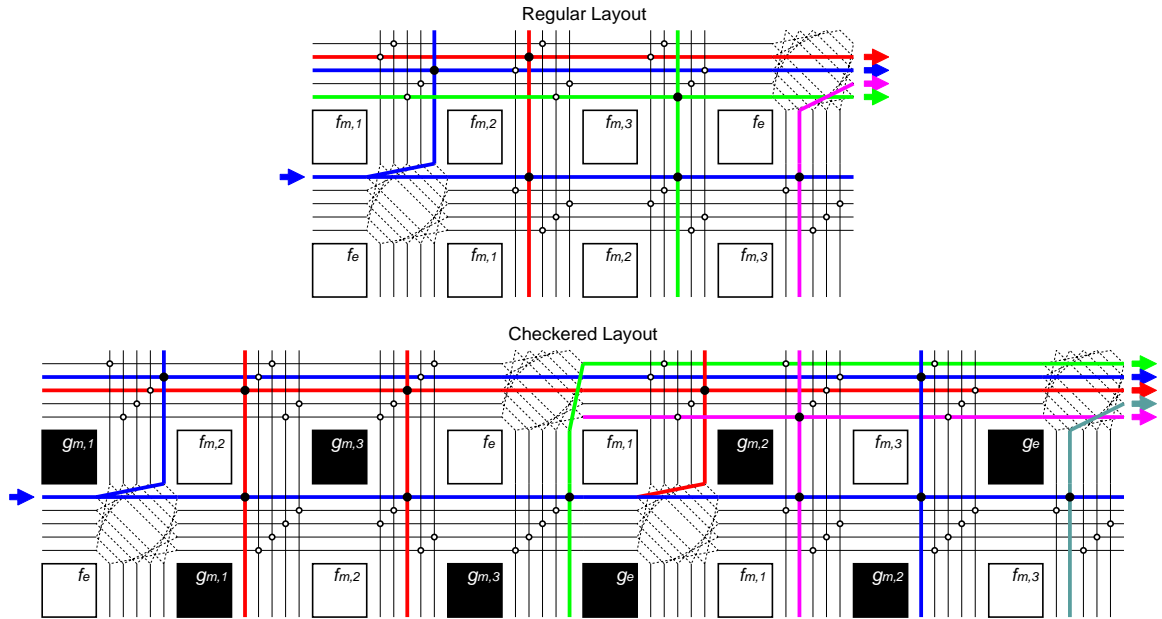 Regular Layout
fm,1 fm,2 fm,3 fe
fe fm,1 fm,2 fm,3
Checkered Layout
gm,1 fm,2 gm,3 fe fm,1 gm,2 fm,3 ge
fe gm,1 fm,2 gm,3 ge fm,1 gm,2 fm,3